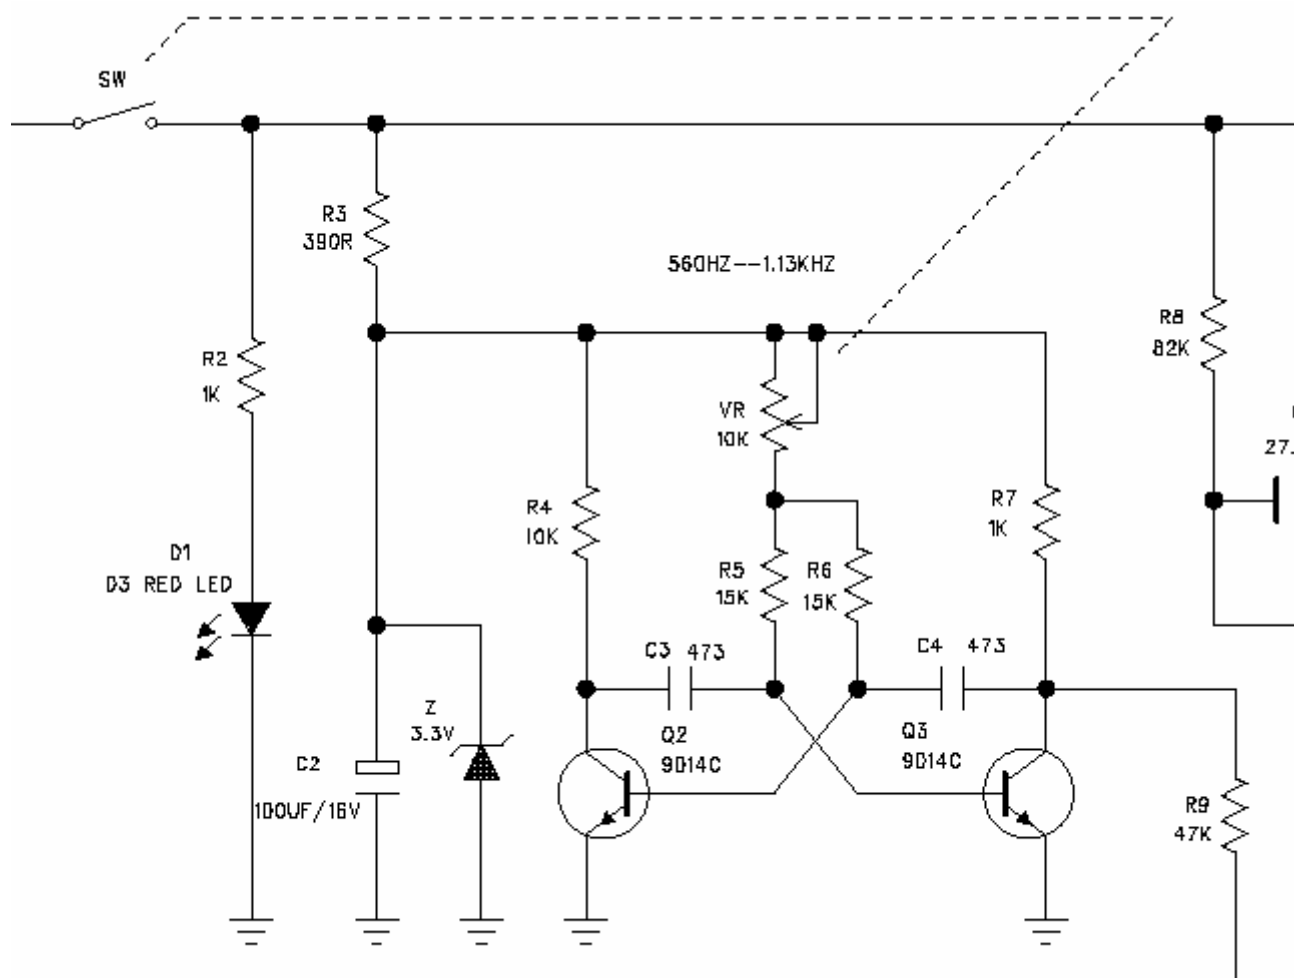 SW
R3
390R
560HZ--1.13KHZ
R8
82K
R2
1K
VR
10K
27.
R4
10K
R7
1K
D1
D3 RED LED
R5
15K
R6
15K
C3 473
C4 473
Z
3.3V
Q2
9014C
Q3
9014C
C2
100UF/16V
R9
47K